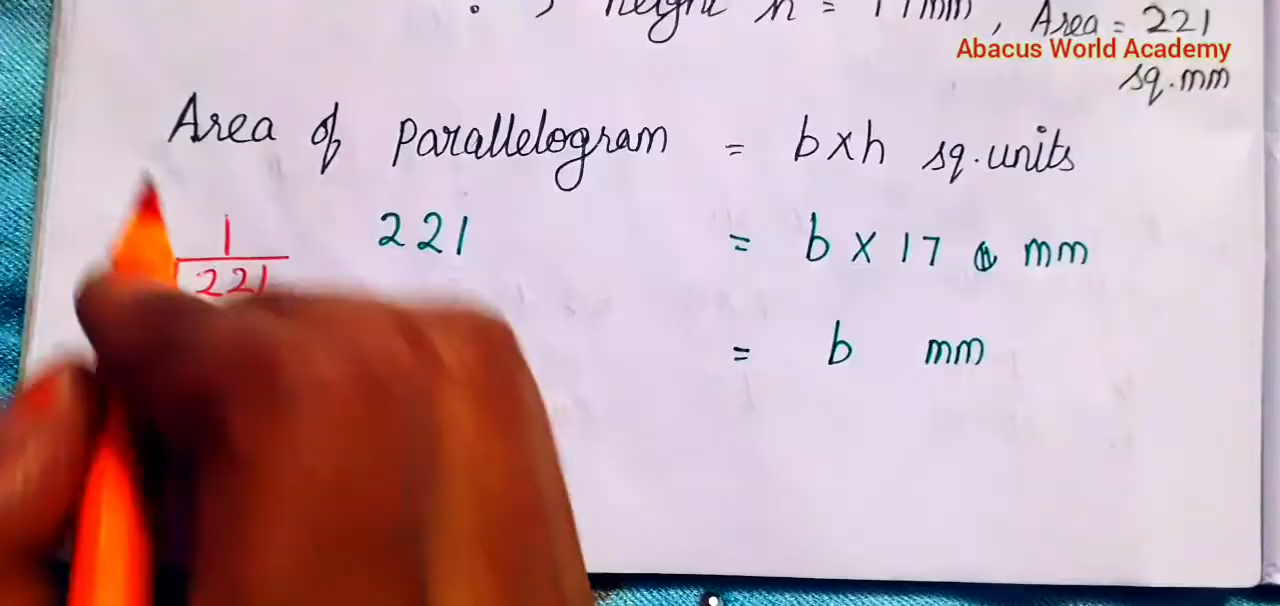 height h = 17mm, Area = 221
Abacus World Academy
sq.mm
Area of Parallelogram = b x h sq.units
1
221 = b x 17 mm
221
= b mm